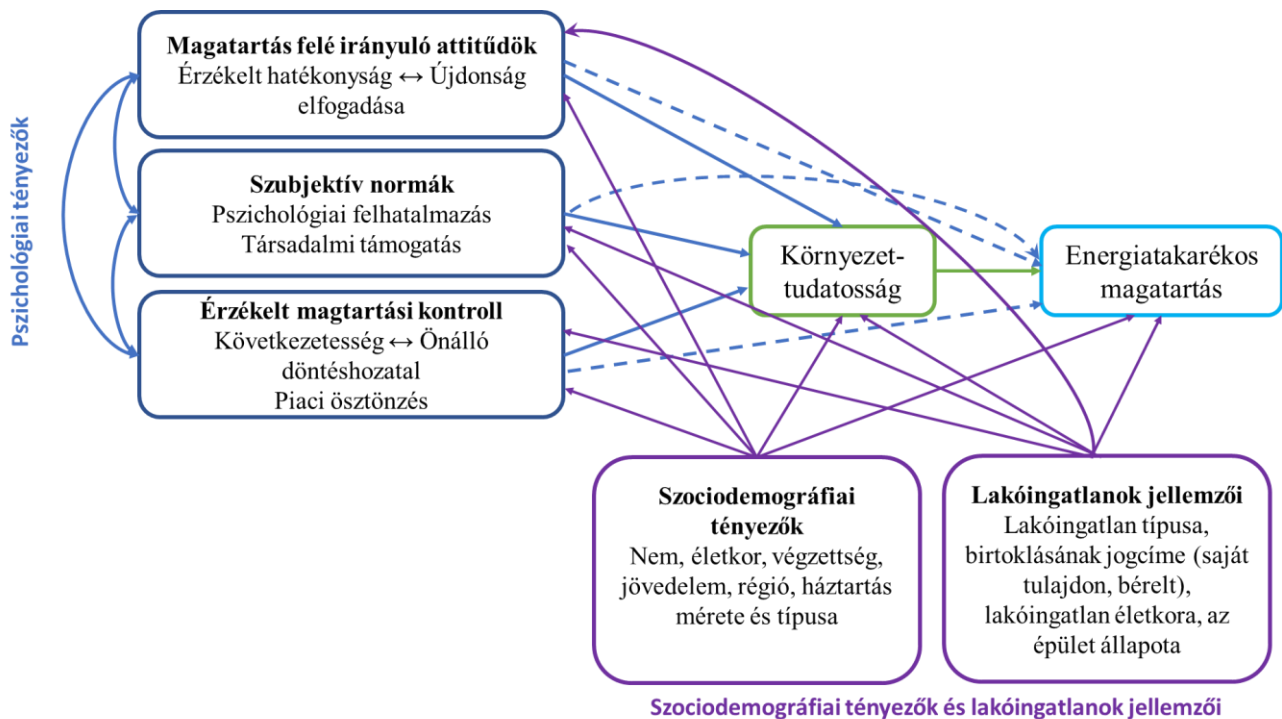 Pszichológiai tényezők
Magatartás felé irányuló attitűdök
Érzékelt hatékonyság ↔ Újdonság
elfogadása
Szubjektív normák
Pszichológiai felhatalmazás
Társadalmi támogatás
Érzékelt magtartási kontroll
Következetesség ↔ Önálló
döntéshozatal
Piaci ösztönzés
Környezet-
tudatosság
Energiatakarékos
magatartás
Szociodemográfiai
tényezők
Nem, életkor, végzettség,
jövedelem, régió, háztartás
mérete és típusa
Lakóingatlanok jellemzői
Lakóingatlan típusa,
birtoklásának jogcíme (saját
tulajdon, bérelt),
lakóingatlan életkora, az
épület állapota
Szociodemográfiai tényezők és lakóingatlanok jellemzői